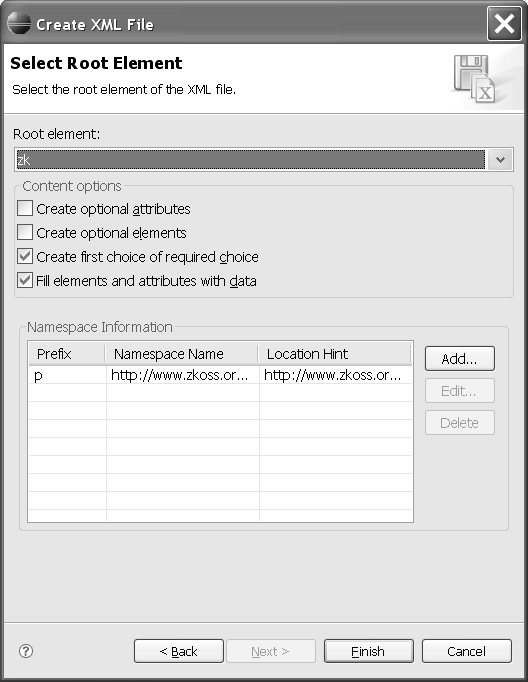 Create XML File
Select Root Element
Select the root element of the XML file.
Root element:
zk
Content options
Create optional attributes
Create optional elements
Create first choice of required choice
Fill elements and attributes with data
Namespace Information
Prefix Namespace Name Location Hint
p http://www.zkoss.or... http://www.zkoss.or...
Add...
Edit...
Delete
< Back Next > Finish Cancel